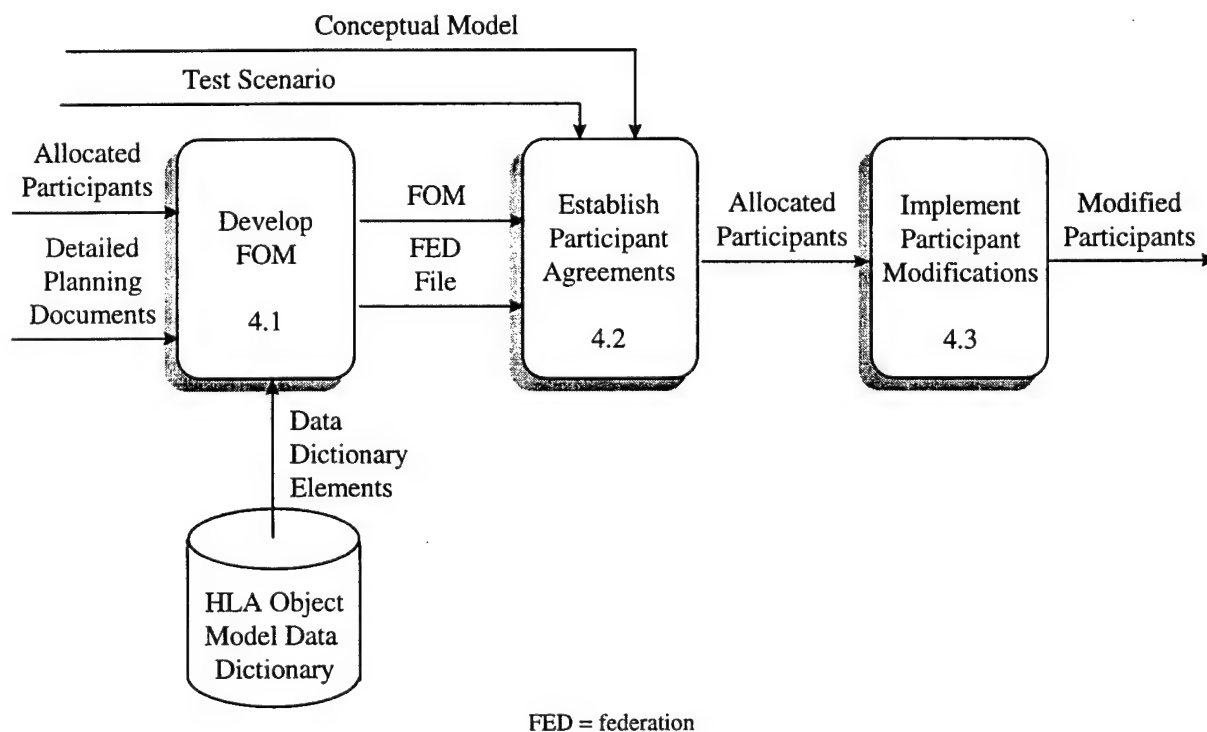 Conceptual Model
Test Scenario
Allocated
Participants
Detailed
Planning
Documents
Develop
FOM
4.1
FOM
FED
File
Establish
Participant
Agreements
4.2
Allocated
Participants
Implement
Participant
Modifications
4.3
Modified
Participants
Data
Dictionary
Elements
HLA Object
Model Data
Dictionary
FED = federation